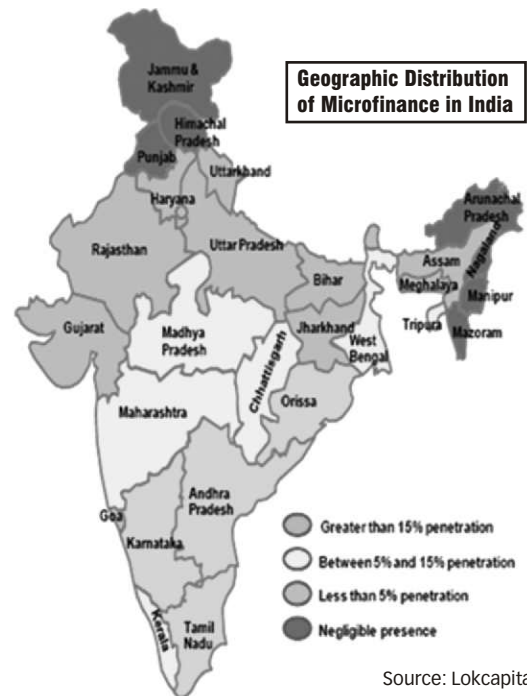 Geographic Distribution
of Microfinance in India
Jammu &
Kashmir
Himachal
Pradesh
Punjab
Uttarkhand
Haryana
Arunachal
Pradesh
Rajasthan
Uttar Pradesh
Assam
Nagaland
Bihar
Meghalaya
Manipur
Gujarat
Madhya
Pradesh
Jharkhand
West
Bengal
Tripura
Mazoram
Chhattisgarh
Maharashtra
Orissa
Andhra
Pradesh
Goa
Karnataka
Kerala
Tamil
Nadu
Greater than 15% penetration
Between 5% and 15% penetration
Less than 5% penetration
Negligible presence
Source: Lokcapita